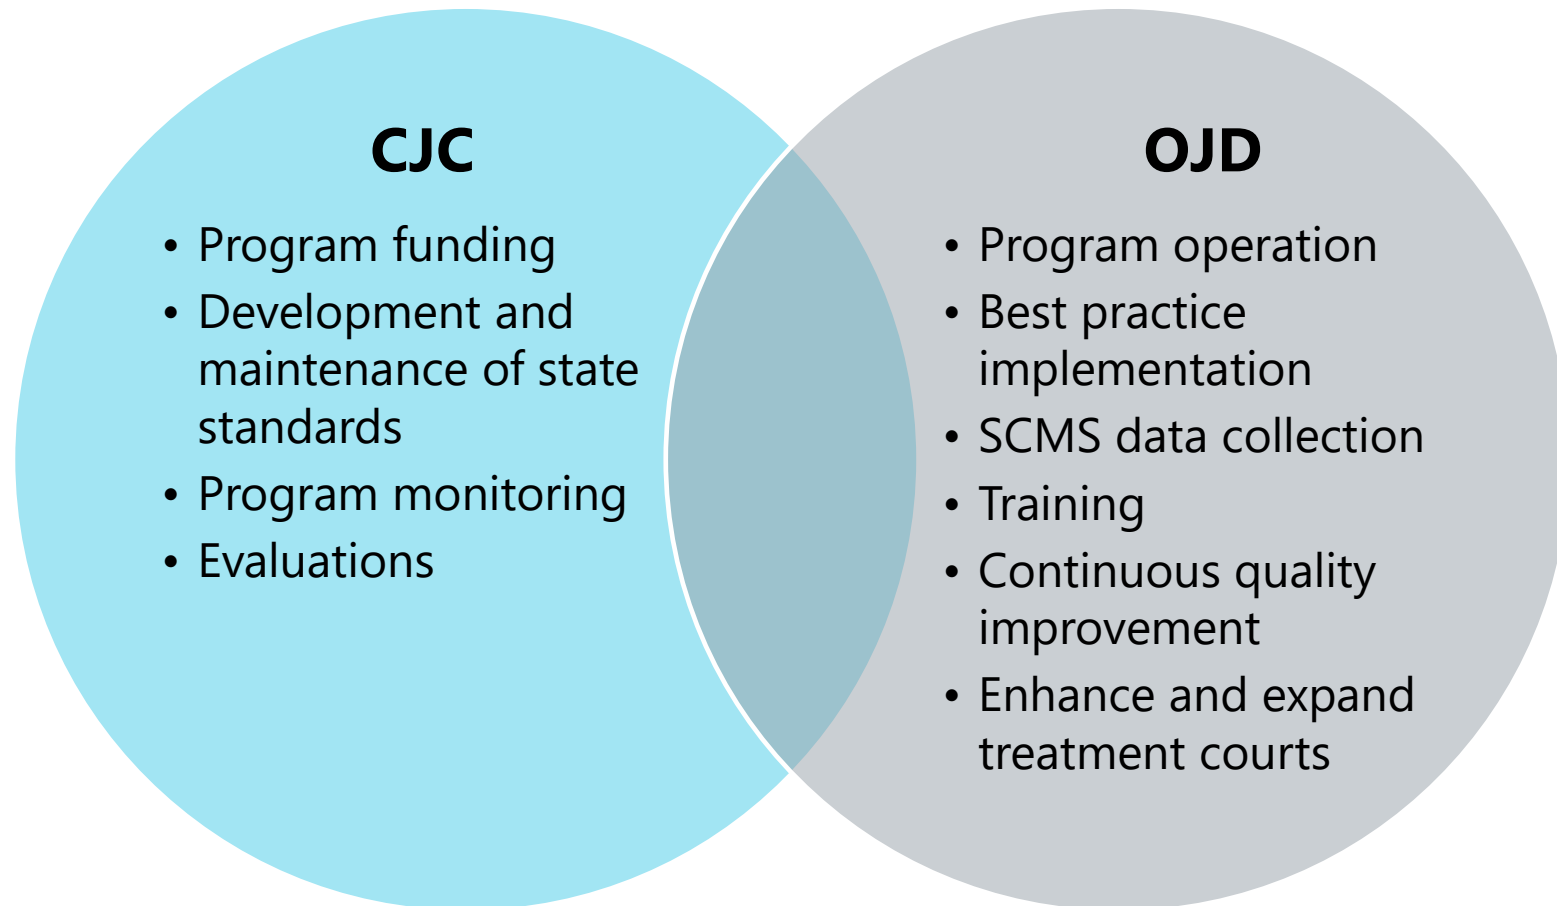 CJC
• Program funding
• Development and
maintenance of state
standards
• Program monitoring
• Evaluations
OJD
• Program operation
• Best practice
implementation
• SCMS data collection
• Training
• Continuous quality
improvement
• Enhance and expand
treatment courts